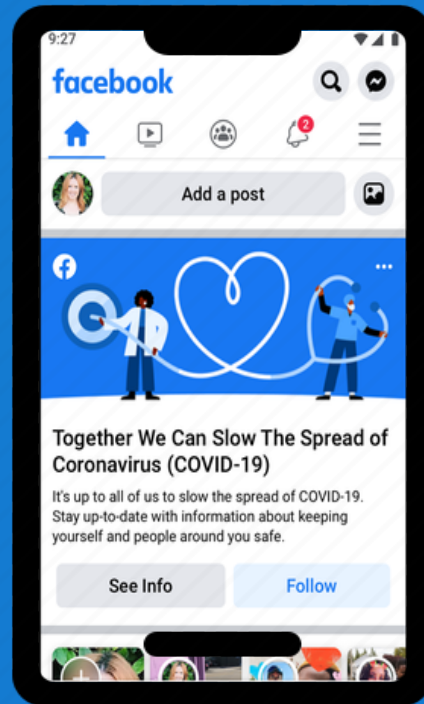 9:27
facebook
2
Add a post
Together We Can Slow The Spread of
Coronavirus (COVID-19)
It's up to all of us to slow the spread of COVID-19.
Stay up-to-date with information about keeping
yourself and people around you safe.
See Info
Follow